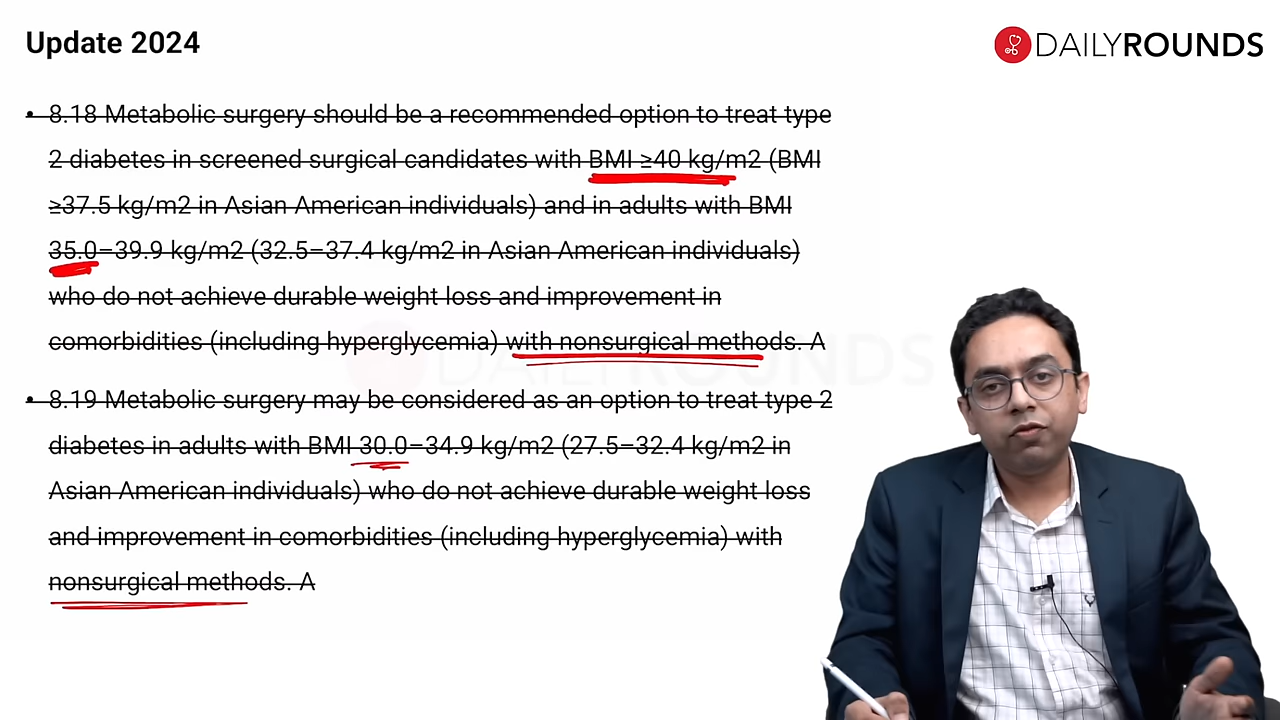 Update 2024
DAILYROUNDS
• 8.18 Metabolic surgery should be a recommended option to treat type
2 diabetes in screened surgical candidates with BMI ≥40 kg/m2 (BMI
≥37.5 kg/m2 in Asian American individuals) and in adults with BMI
35.0–39.9 kg/m2 (32.5–37.4 kg/m2 in Asian American individuals)
who do not achieve durable weight loss and improvement in
comorbidities (including hyperglycemia) with nonsurgical methods. A
DAILYROUNDS
• 8.19 Metabolic surgery may be considered as an option to treat type 2
diabetes in adults with BMI 30.0–34.9 kg/m2 (27.5–32.4 kg/m2 in
Asian American individuals) who do not achieve durable weight loss
and improvement in comorbidities (including hyperglycemia) with
nonsurgical methods. A